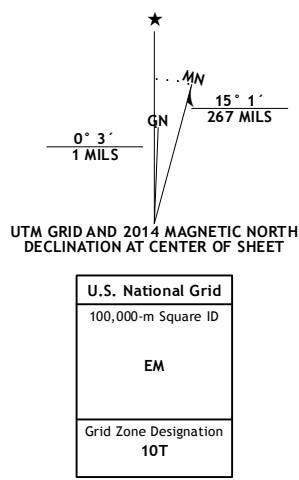 ★
MN
GN
15° 1´
267 MILS
0° 3´
1 MILS
UTM GRID AND 2014 MAGNETIC NORTH
DECLINATION AT CENTER OF SHEET
U.S. National Grid
100,000-m Square ID
EM
Grid Zone Designation
10T